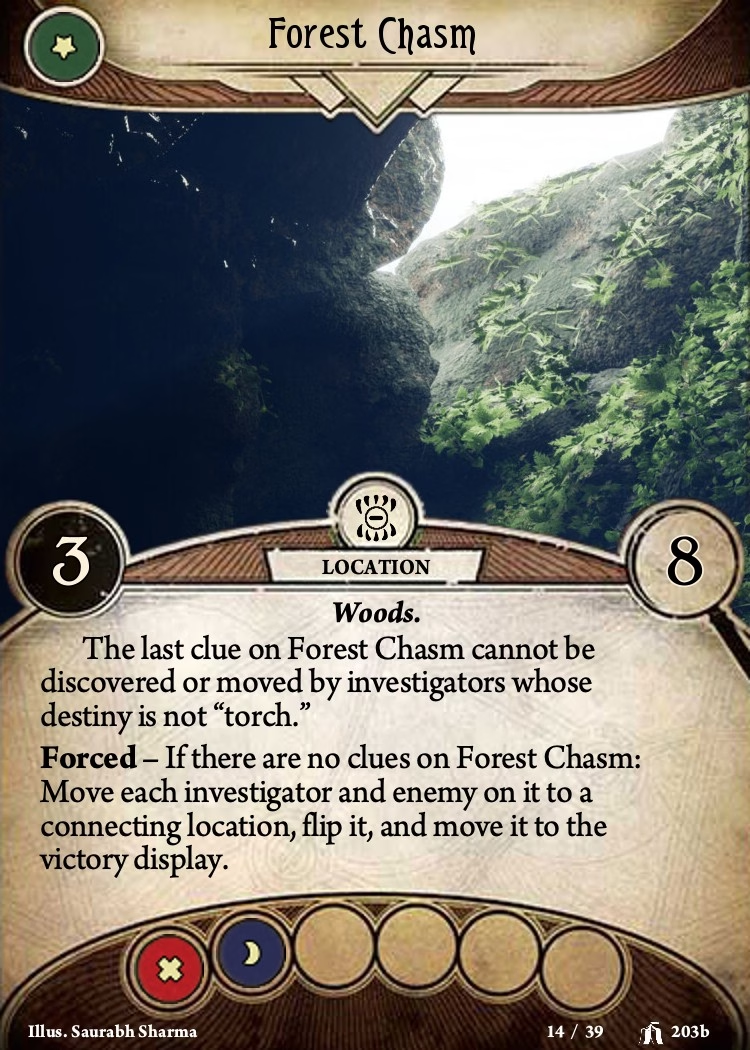 Forest Chasm
3
LOCATION
8
Woods.
The last clue on Forest Chasm cannot be
discovered or moved by investigators whose
destiny is not “torch.”
Forced – If there are no clues on Forest Chasm:
Move each investigator and enemy on it to a
connecting location, flip it, and move it to the
victory display.
Illus. Saurabh Sharma
14 / 39
203b